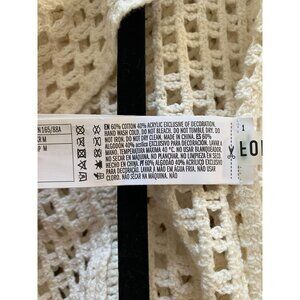 N 165/88A
R M
P M
EN 60% COTTON 40% ACRYLIC EXCLUSIVE OF DECORATION,
HAND WASH COLD. DO NOT BLEACH, DO NOT TUMBLE DRY, DO
NOT IRON, DO NOT DRY CLEAN, MADE IN CHINA. ES 60%
ALGODÓN 40% acrílico EXCLUSIVO PARA DECORACIÓN. LAVAR A
MANO. TEMPERATURA MÁXIMA 40 °C. NO USAR BLANQUEADOR.
NO SECAR EN MÁQUINA. NO PLANCHAR. NO LIMPIEZA EN SECO.
HECHO EN CHINA. PT 60% ALGODÃO 40% ACRÍLICO
EXCLUSIVO PARA DECORAÇÃO. LAVAR À MÃO EM ÁGUA FRIA. NÃO USAR
NÃO SECAR NA MÁQUINA, NÃO
1